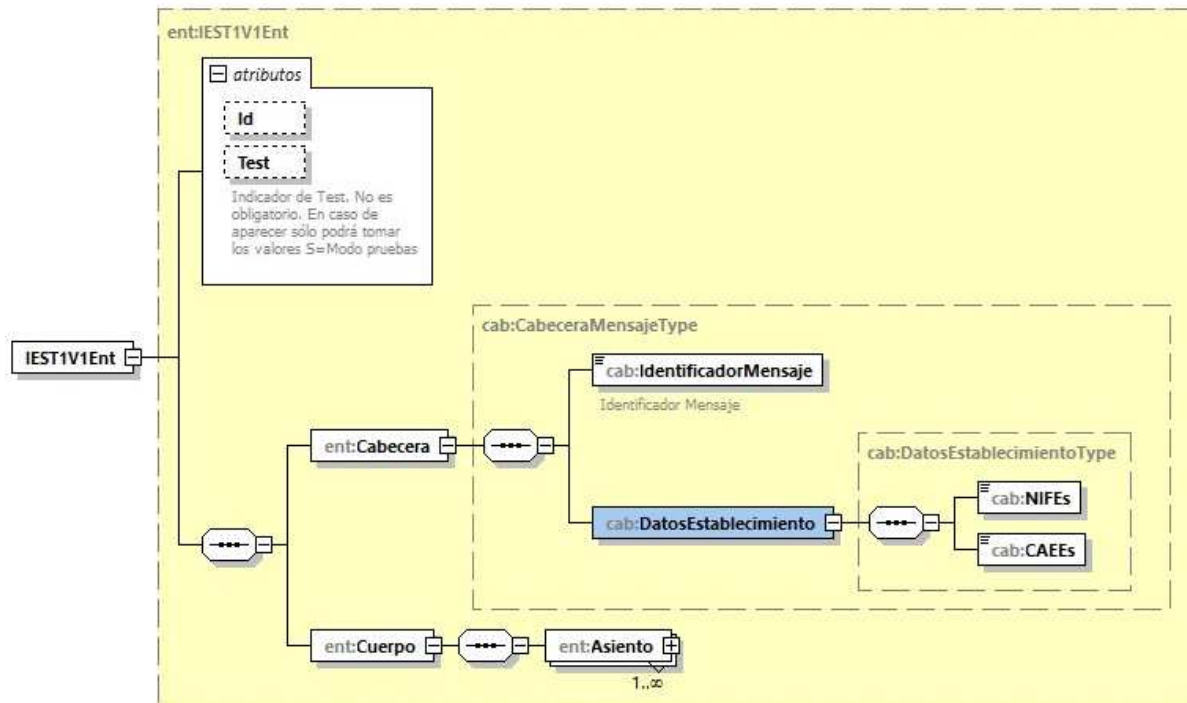 ent:IEST1V1Ent
atributos
Id
Test
Indicador de Test. No es
obligatorio. En caso de
aparecer sólo podrá tomar
los valores S=Modo pruebas
IEST1V1Ent
cab:CabeceraMensajeType
cab:IdentificadorMensaje
Identificador Mensaje
ent:Cabecera
cab:DatosEstablecimientoType
cab:NIFEs
cab:DatosEstablecimiento
cab:CAEEs
ent:Cuerpo
ent:Asiento
1..∞